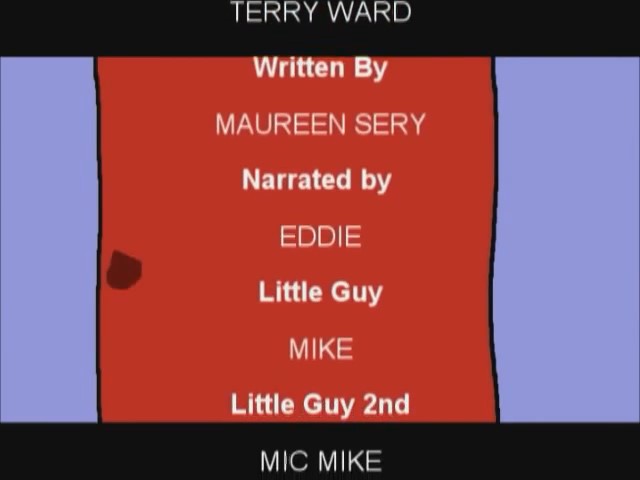 TERRY WARD
Written By
MAUREEN SERY
Narrated by
EDDIE
Little Guy
MIKE
Little Guy 2nd
MIC MIKE